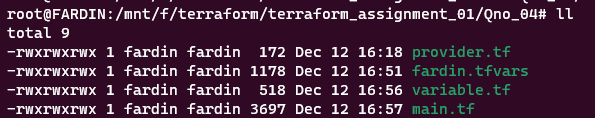 root@FARDIN:/mnt/f/terraform/terraform_assignment_01/Qno_04# ll
total 9
-rwxrwxrwx 1 fardin fardin  172 Dec 12 16:18 provider.tf
-rwxrwxrwx 1 fardin fardin 1178 Dec 12 16:51 fardin.tfvars
-rwxrwxrwx 1 fardin fardin  518 Dec 12 16:56 variable.tf
-rwxrwxrwx 1 fardin fardin 3697 Dec 12 16:57 main.tf